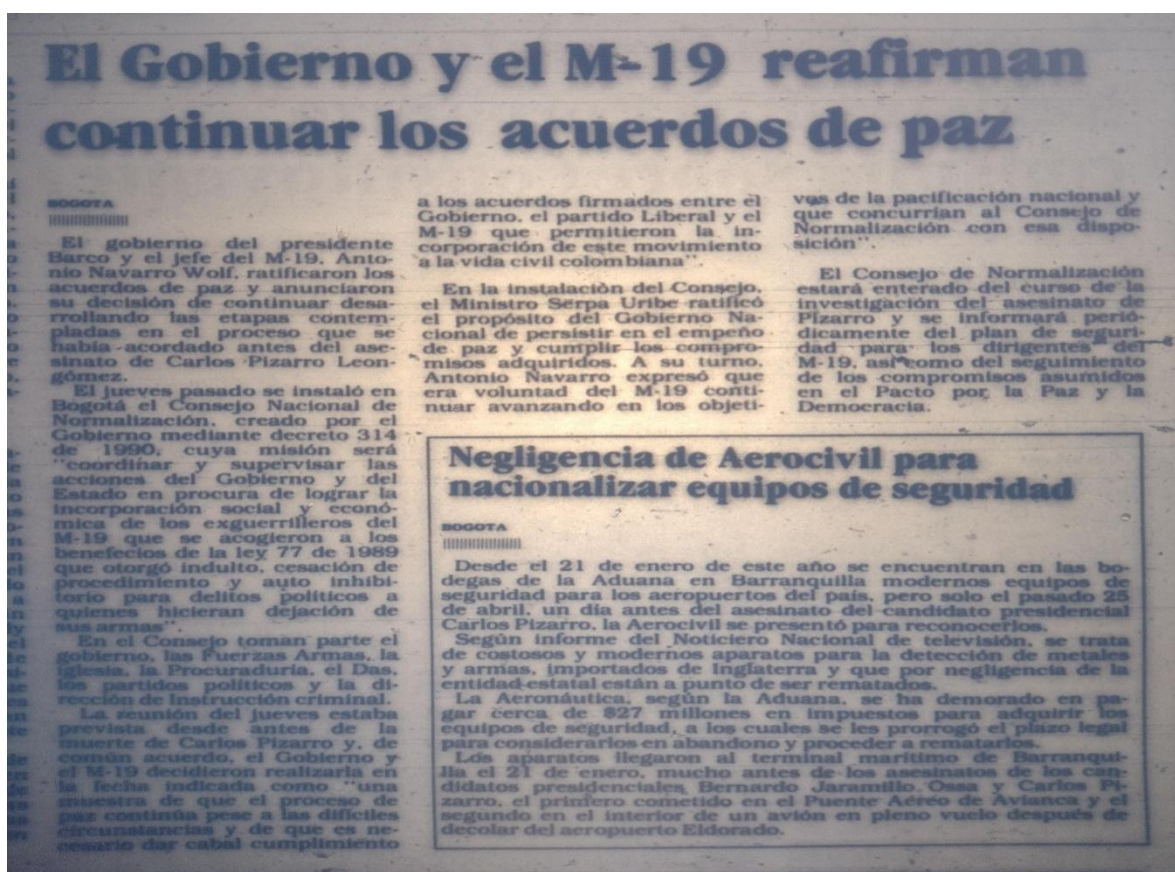 El Gobierno y el M-19 reafirman
continuar los acuerdos de paz
BOGOTA
El gobierno del presidente
Barco y el jefe del M-19, Anto-
nio Navarro Wolf, ratificaron los
acuerdos de paz y anunciaron
su decisión de continuar desa-
rrollando las etapas contem-
pladas en el proceso que se
había acordado antes del ase-
sinato de Carlos Pizarro Leon-
gómez.
El jueves pasado se instaló en
Bogotá el Consejo Nacional de
Normalización, creado por el
Gobierno mediante decreto 314
de 1990, cuya misión será
"coordinar y supervisar las
acciones del Gobierno y del
Estado en procura de lograr la
incorporación social y econó-
mica de los exguerrilleros del
M-19 que se acogieron a los
benefecios de la ley 77 de 1989
que otorgó indulto, cesación de
procedimiento y auto inhibi-
torio para delitos políticos a
quienes hicieran dejación de
sus armas".
En el Consejo toman parte el
gobierno, las Fuerzas Armas, la
iglesia, la Procuraduría, el Das,
los partidos políticos y la di-
rección de Instrucción criminal.
La reunión del jueves estaba
prevista desde antes de la
muerte de Carlos Pizarro y, de
común acuerdo, el Gobierno y
el M-19 decidieron realizarla en
la fecha indicada como "una
muestra de que el proceso de
paz continúa pese a las difíciles
circunstancias y de que es ne-
cesario dar cabal cumplimiento
a los acuerdos firmados entre el
Gobierno, el partido Liberal y el
M-19 que permitieron la in-
corporación de este movimiento
a la vida civil colombiana".
En la instalación del Consejo,
el Ministro Serpa Uribe ratificó
el propósito del Gobierno Na-
cional de persistir en el empeño
de paz y cumplir los compro-
misos adquiridos. A su turno,
Antonio Navarro expresó que
era voluntad del M-19 conti-
nuar avanzando en los objeti-
vos de la pacificación nacional y
que concurrían al Consejo de
Normalización con esa dispo-
sición".
El Consejo de Normalización
estará enterado del curso de la
investigación del asesinato de
Pizarro y se informará perió-
dicamente del plan de seguri-
dad para los dirigentes del
M-19, así como del seguimiento
de los compromisos asumidos
en el Pacto por la Paz y la
Democracia.
Negligencia de Aerocivil para
nacionalizar equipos de seguridad
BOGOTA
Desde el 21 de enero de este año se encuentran en las bo-
degas de la Aduana en Barranquilla modernos equipos de
seguridad para los aeropuertos del país, pero solo el pasado 25
de abril, un día antes del asesinato del candidato presidencial
Carlos Pizarro, la Aerocivil se presentó para reconocerlos.
Según informe del Noticiero Nacional de televisión, se trata
de costosos y modernos aparatos para la detección de metales
y armas, importados de Inglaterra y que por negligencia de la
entidad estatal están a punto de ser rematados.
La Aeronáutica, según la Aduana, se ha demorado en pa-
gar cerca de $27 millones en impuestos para adquirir los
equipos de seguridad, a los cuales se les prorrogó el plazo legal
para considerarlos en abandono y proceder a rematarlos.
Los aparatos llegaron al terminal marítimo de Barranqui-
lla el 21 de enero, mucho antes de los asesinatos de los can-
didatos presidenciales Bernardo Jaramillo Ossa y Carlos Pi-
zarro, el primero cometido en el Puente Aéreo de Avianca y el
segundo en el interior de un avión en pleno vuelo después de
decolar del aeropuerto Eldorado.